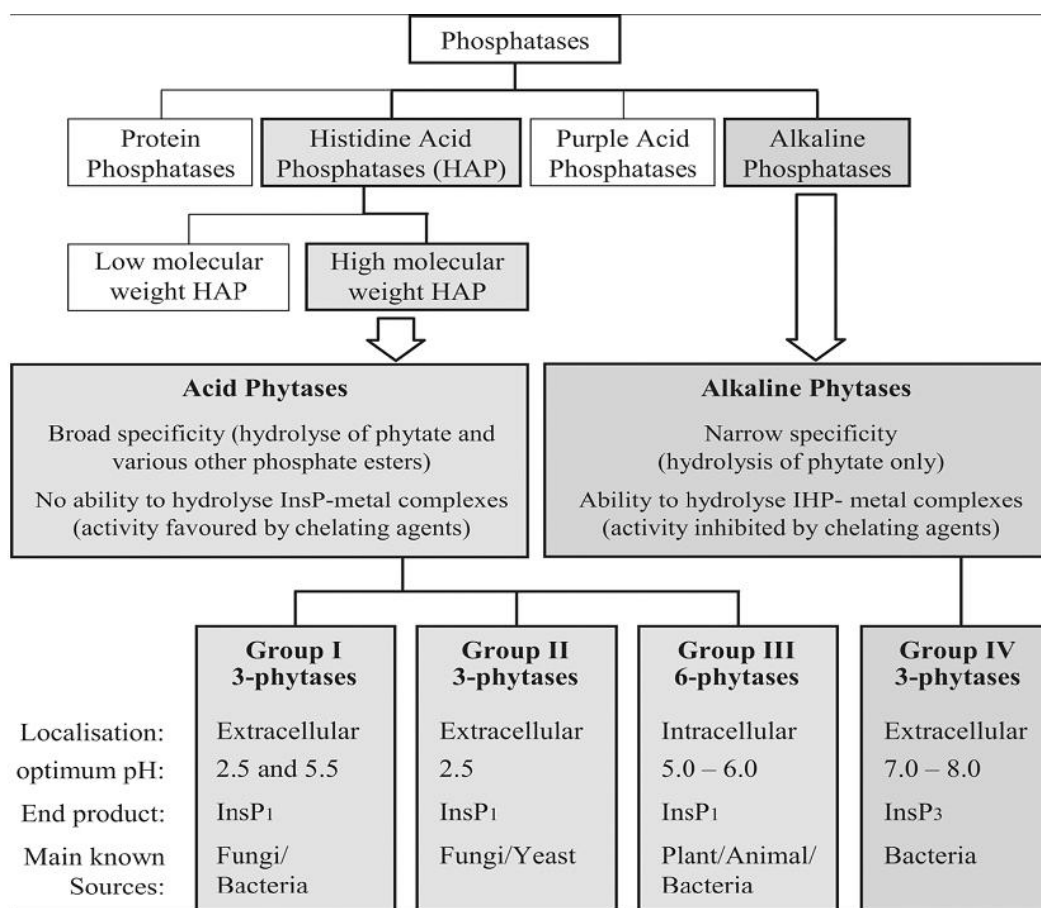 Phosphatases
Protein
Phosphatases
Histidine Acid
Phosphatases (HAP)
Purple Acid
Phosphatases
Alkaline
Phosphatases
Low molecular
weight HAP
High molecular
weight HAP
Acid Phytases
Broad specificity (hydrolyse of phytate and
various other phosphate esters)
No ability to hydrolyse InsP-metal complexes
(activity favoured by chelating agents)
Alkaline Phytases
Narrow specificity
(hydrolysis of phytate only)
Ability to hydrolyse IHP- metal complexes
(activity inhibited by chelating agents)
Group I
3-phytases
Group II
3-phytases
Group III
6-phytases
Group IV
3-phytases
Localisation: Extracellular Extracellular Intracellular Extracellular
optimum pH: 2.5 and 5.5 2.5 5.0 – 6.0 7.0 – 8.0
End product: InsP1 InsP1 InsP1 InsP3
Main known Fungi/ Fungi/Yeast Plant/Animal/ Bacteria
Sources: Bacteria Bacteria